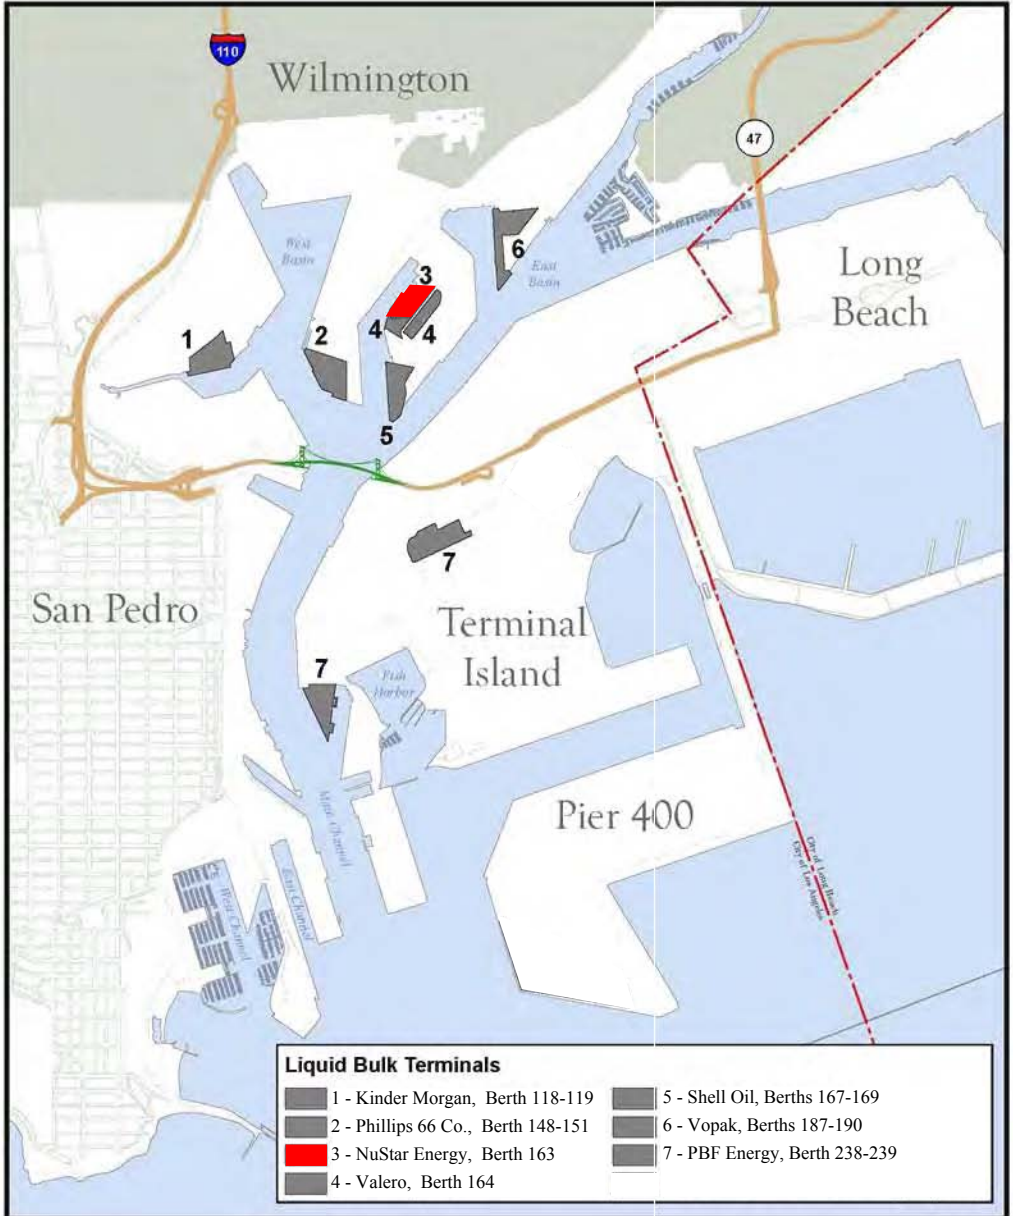 110
Wilmington
47
West
Basin
6
East
Basin
3
Long
Beach
1
2
4
4
5
7
San Pedro
Terminal
Island
7
Fish
Harbor
Main Channel
Pier 400
City of Long Beach
City of Los Angeles
East Channel
West Channel
Liquid Bulk Terminals
1 - Kinder Morgan, Berth 118-119
2 - Phillips 66 Co., Berth 148-151
3 - NuStar Energy, Berth 163
4 - Valero, Berth 164
5 - Shell Oil, Berths 167-169
6 - Vopak, Berths 187-190
7 - PBF Energy, Berth 238-239